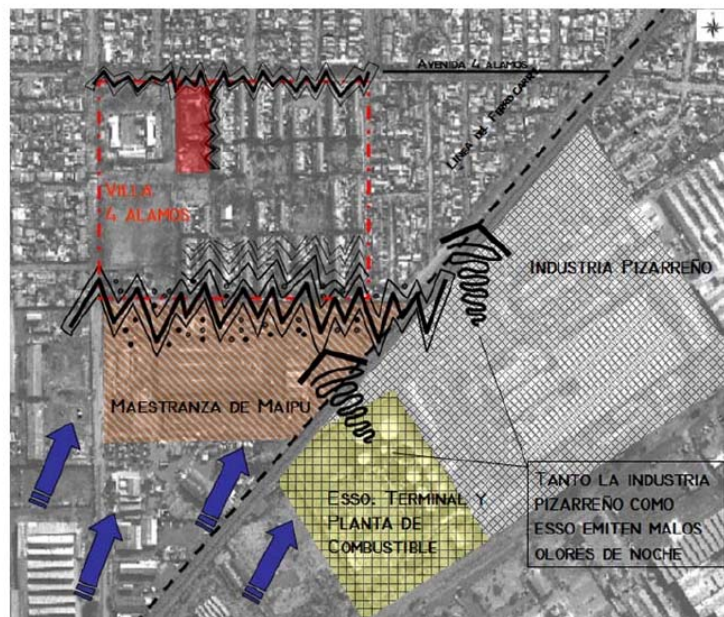 AVENIDA 4 ALAMOS
LINEA DE FERROCARRIL
VILLA
4 ALAMOS
INDUSTRIA PIZARREÑO
MAESTRANZA DE MAIPU
ESSO. TERMINAL Y
PLANTA DE
COMBUSTIBLE
TANTO LA INDUSTRIA
PIZARREÑO COMO
ESSO EMITEN MALOS
OLORES DE NOCHE